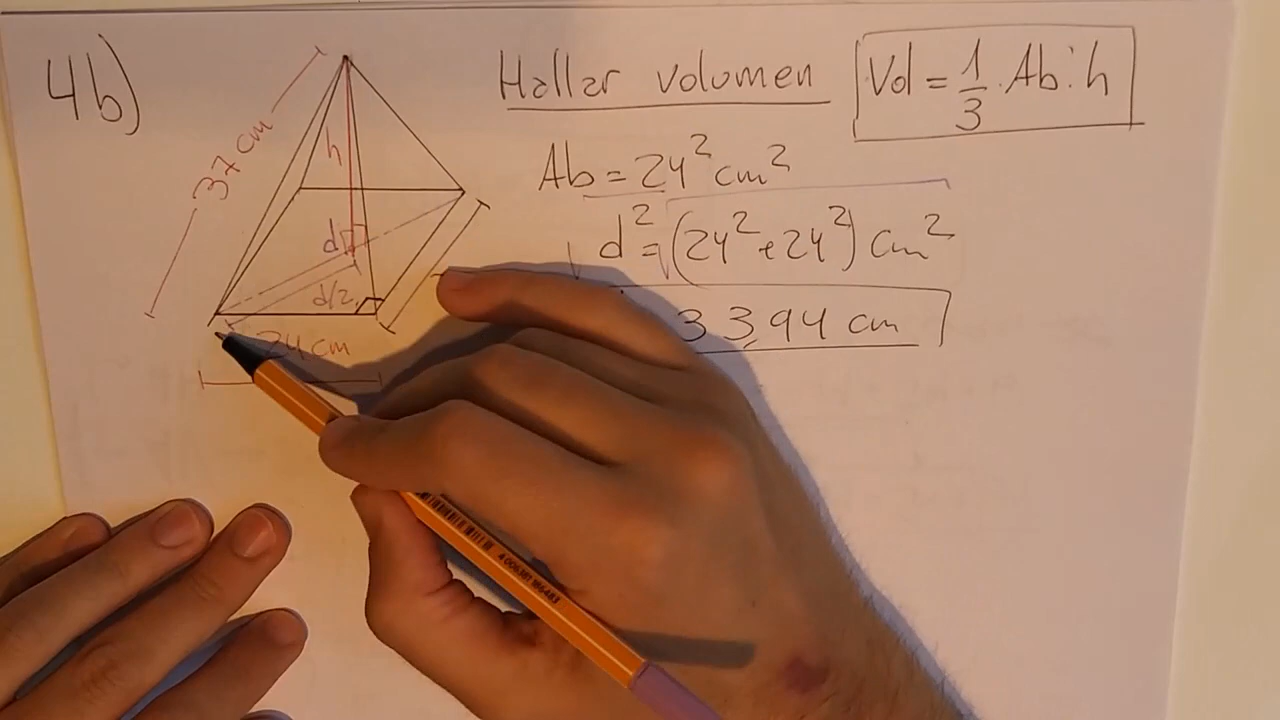 4b)
Hallar volumen
Vol = 1/3 · Ab · h
37 cm
h
d
d/2
24 cm
Ab = 24² cm²
d² = (24² + 24²) cm²
33,94 cm
4006381186483